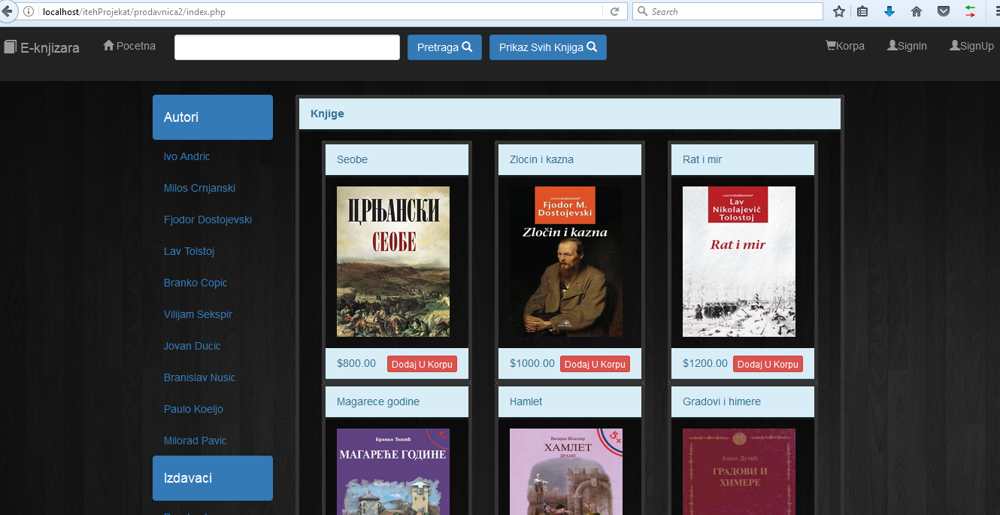 localhost/itehProjekat/prodavnica2/index.php
Search
E-knjizara
Pocetna
Pretraga
Prikaz Svih Knjiga
Korpa
SignIn
SignUp
Autori
Ivo Andric
Milos Crnjanski
Fjodor Dostojevski
Lav Tolstoj
Branko Copic
Vilijam Sekspir
Jovan Ducic
Branislav Nusic
Paulo Koeljo
Milorad Pavic
Izdavaci
Knjige
Seobe
ЦРЊАНСКИ
СЕОБЕ
$800.00
Dodaj U Korpu
Zlocin i kazna
Fjodor M.
Dostojevski
Zločin i kazna
$1000.00
Dodaj U Korpu
Rat i mir
Lav
Nikolajevič
Tolostoj
Rat i mir
$1200.00
Dodaj U Korpu
Magarece godine
Бранко Ћопић
МАГАРЕЋЕ ГОДИНЕ
5+
Hamlet
Вилијам Шекспир
ХАМЛЕТ
ДРАМЕ
5+
Gradovi i himere
Јован Дучић
ГРАДОВИ И
ХИМЕРЕ